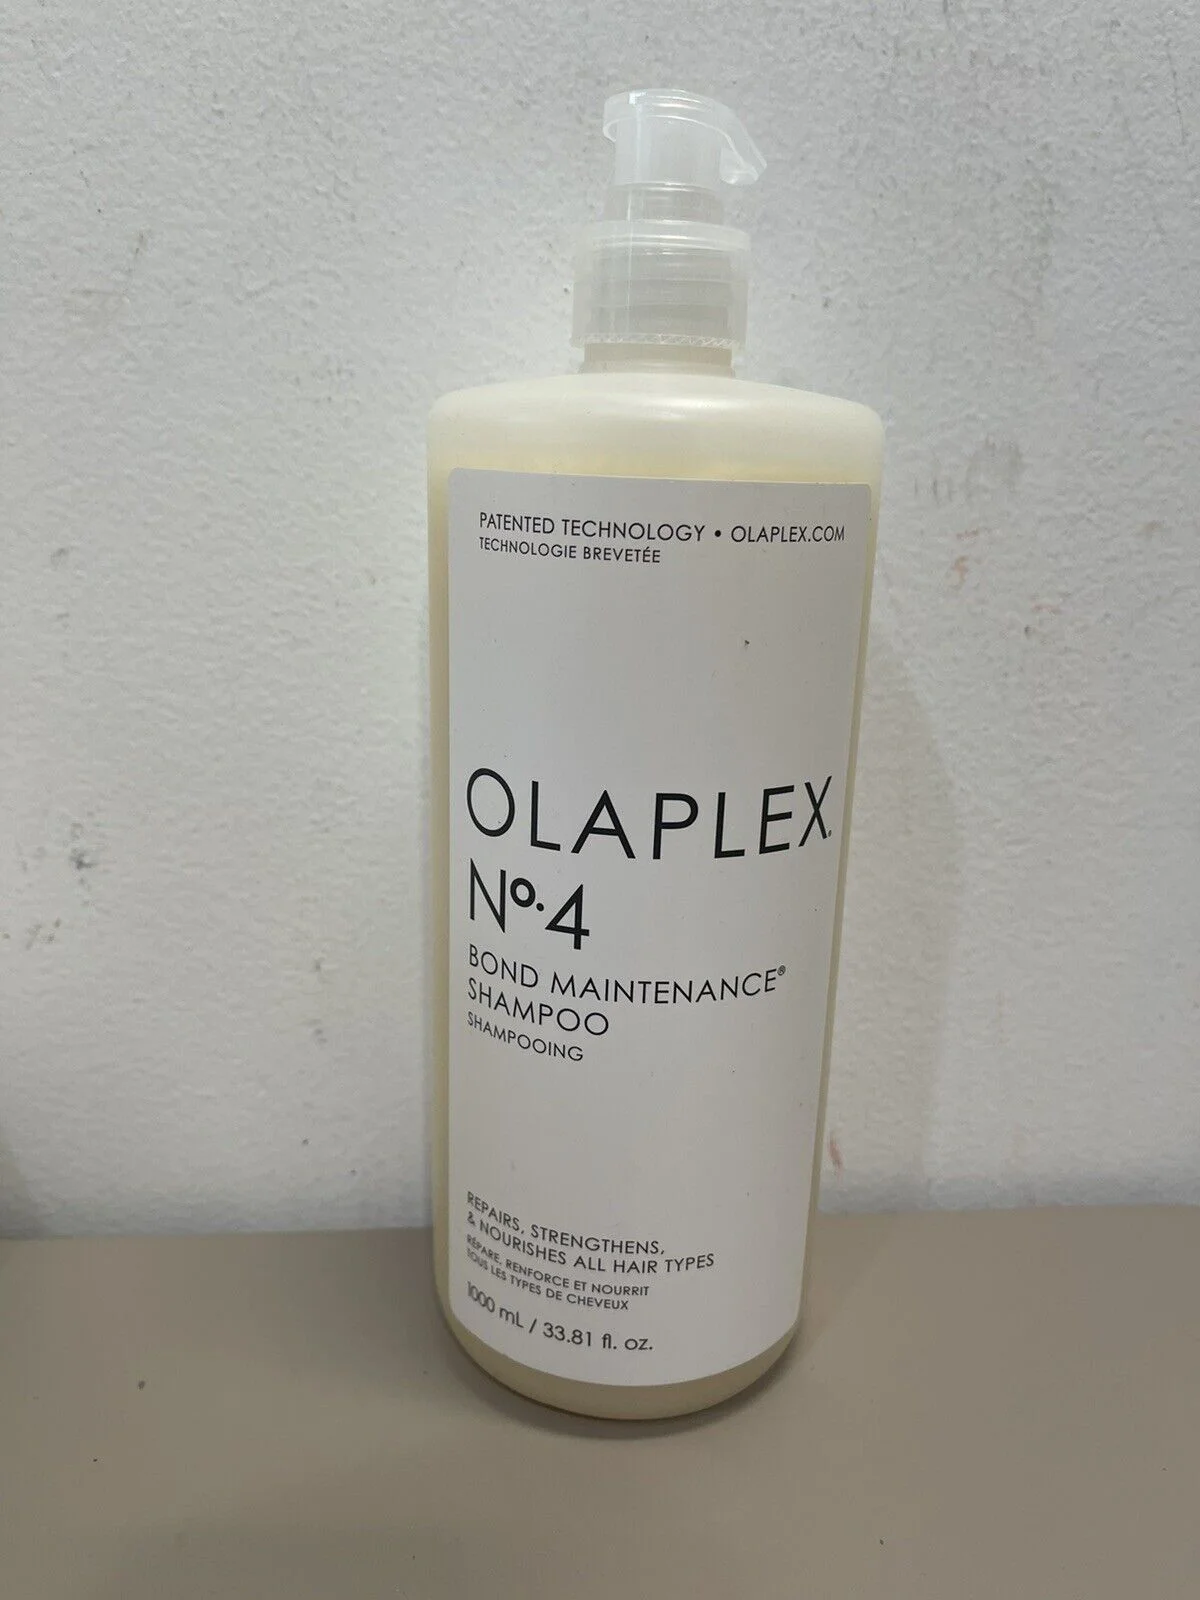 PATENTED TECHNOLOGY • OLAPLEX.COM
TECHNOLOGIE BREVETÉE
OLAPLEX®
Nº.4
BOND MAINTENANCE®
SHAMPOO
SHAMPOOING
REPAIRS, STRENGTHENS,
& NOURISHES ALL HAIR TYPES
RÉPARE, RENFORCE ET NOURRIT
TOUS LES TYPES DE CHEVEUX
1000 mL / 33.81 fl. oz.